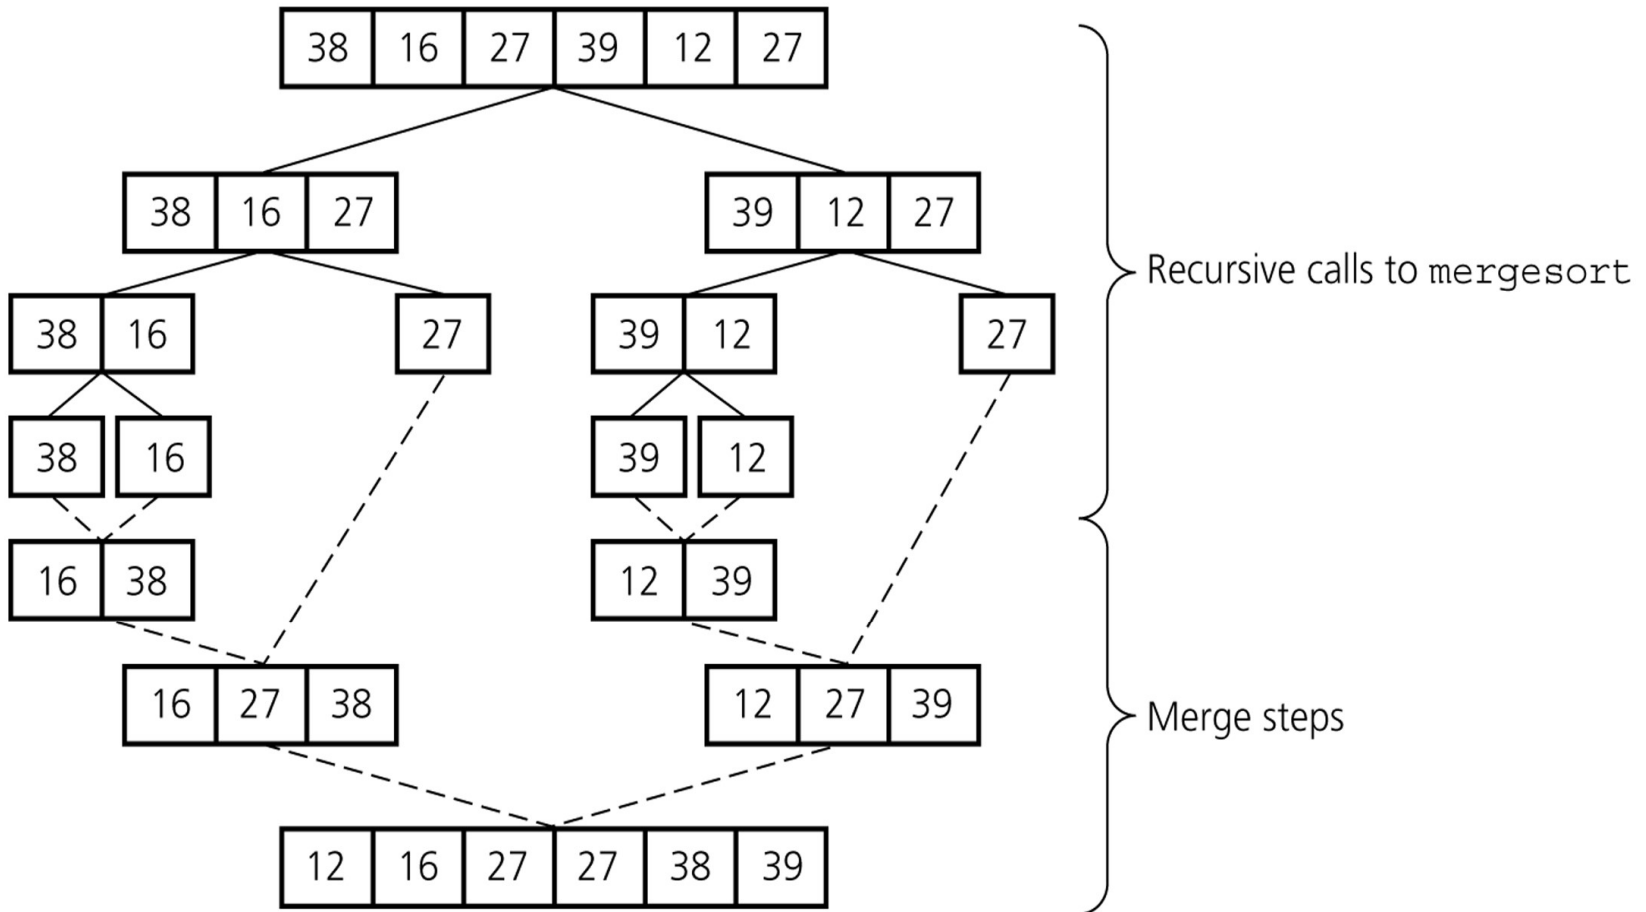 38 16 27 39 12 27
38 16 27 39 12 27
Recursive calls to mergesort
38 16 27 39 12 27
38 16 39 12
16 38 12 39
16 27 38 12 27 39
Merge steps
12 16 27 27 38 39